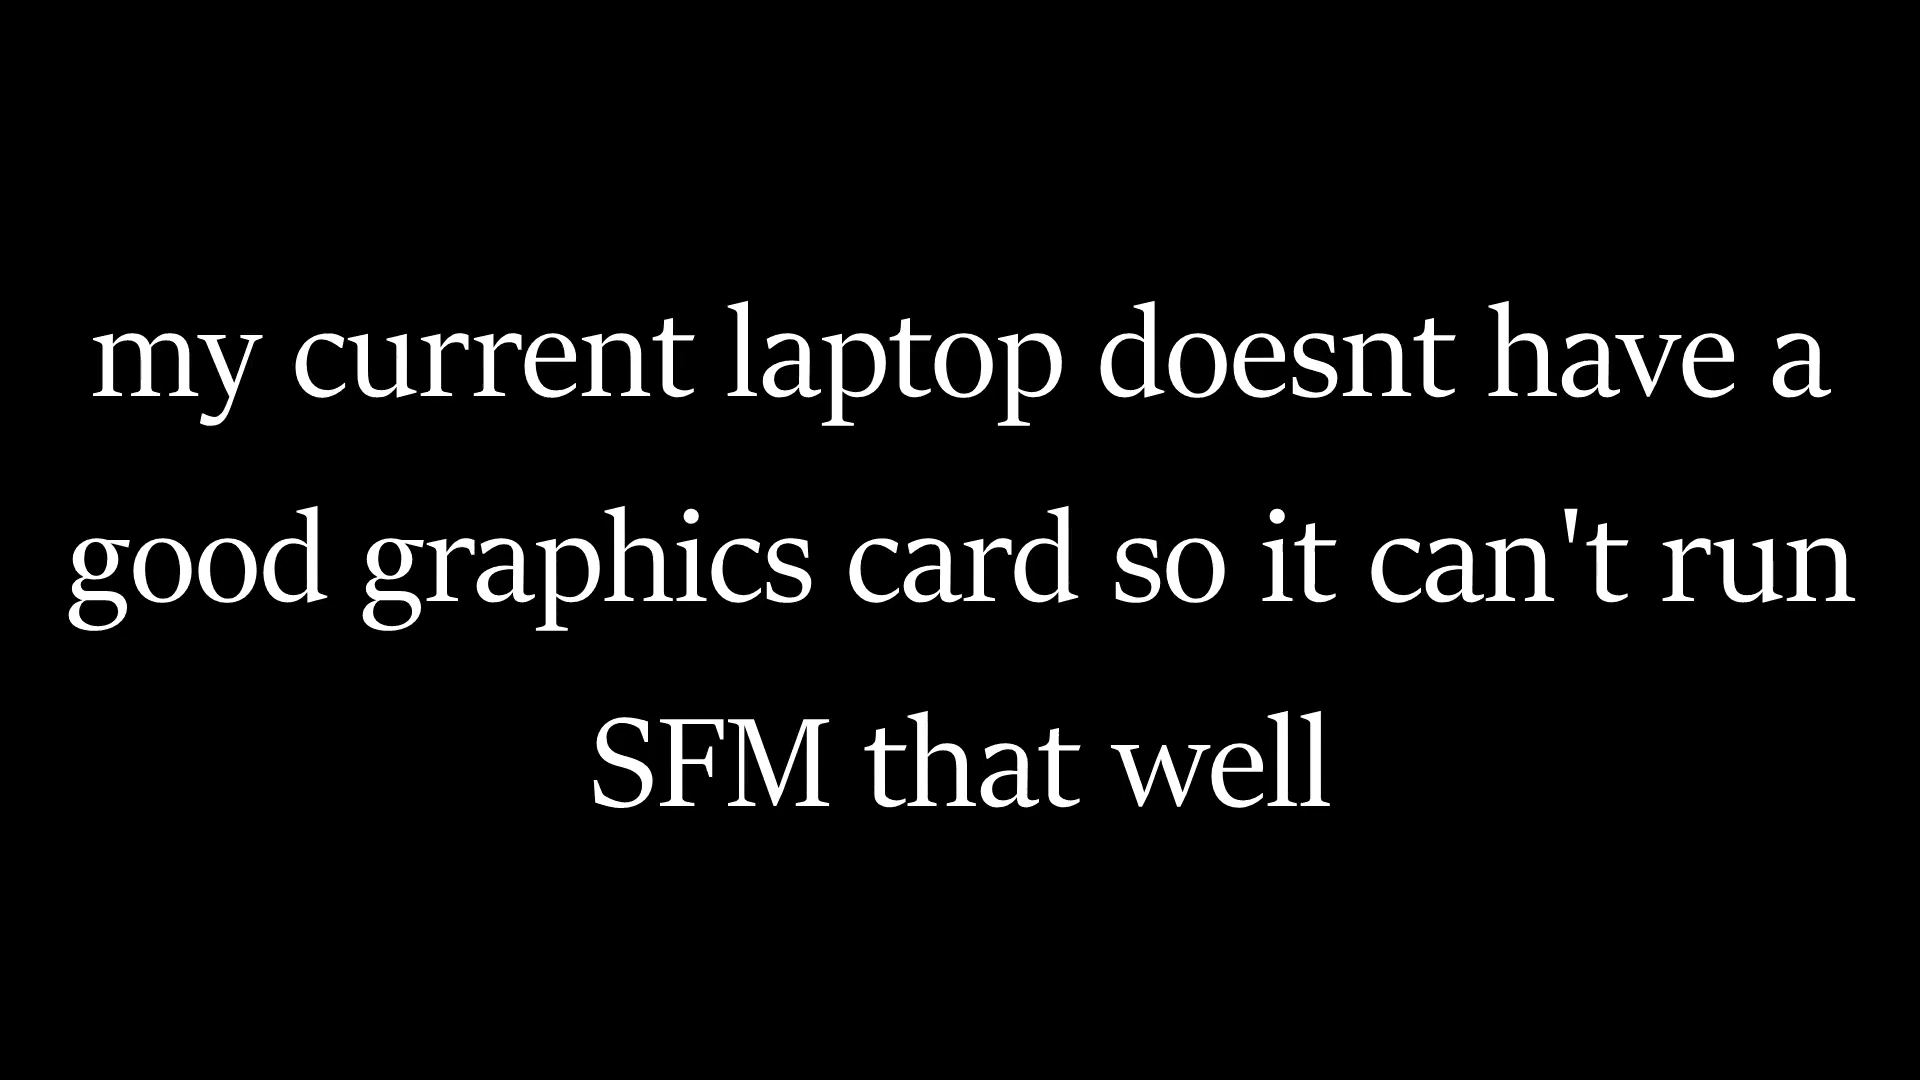 my current laptop doesnt have a
good graphics card so it can't run
SFM that well